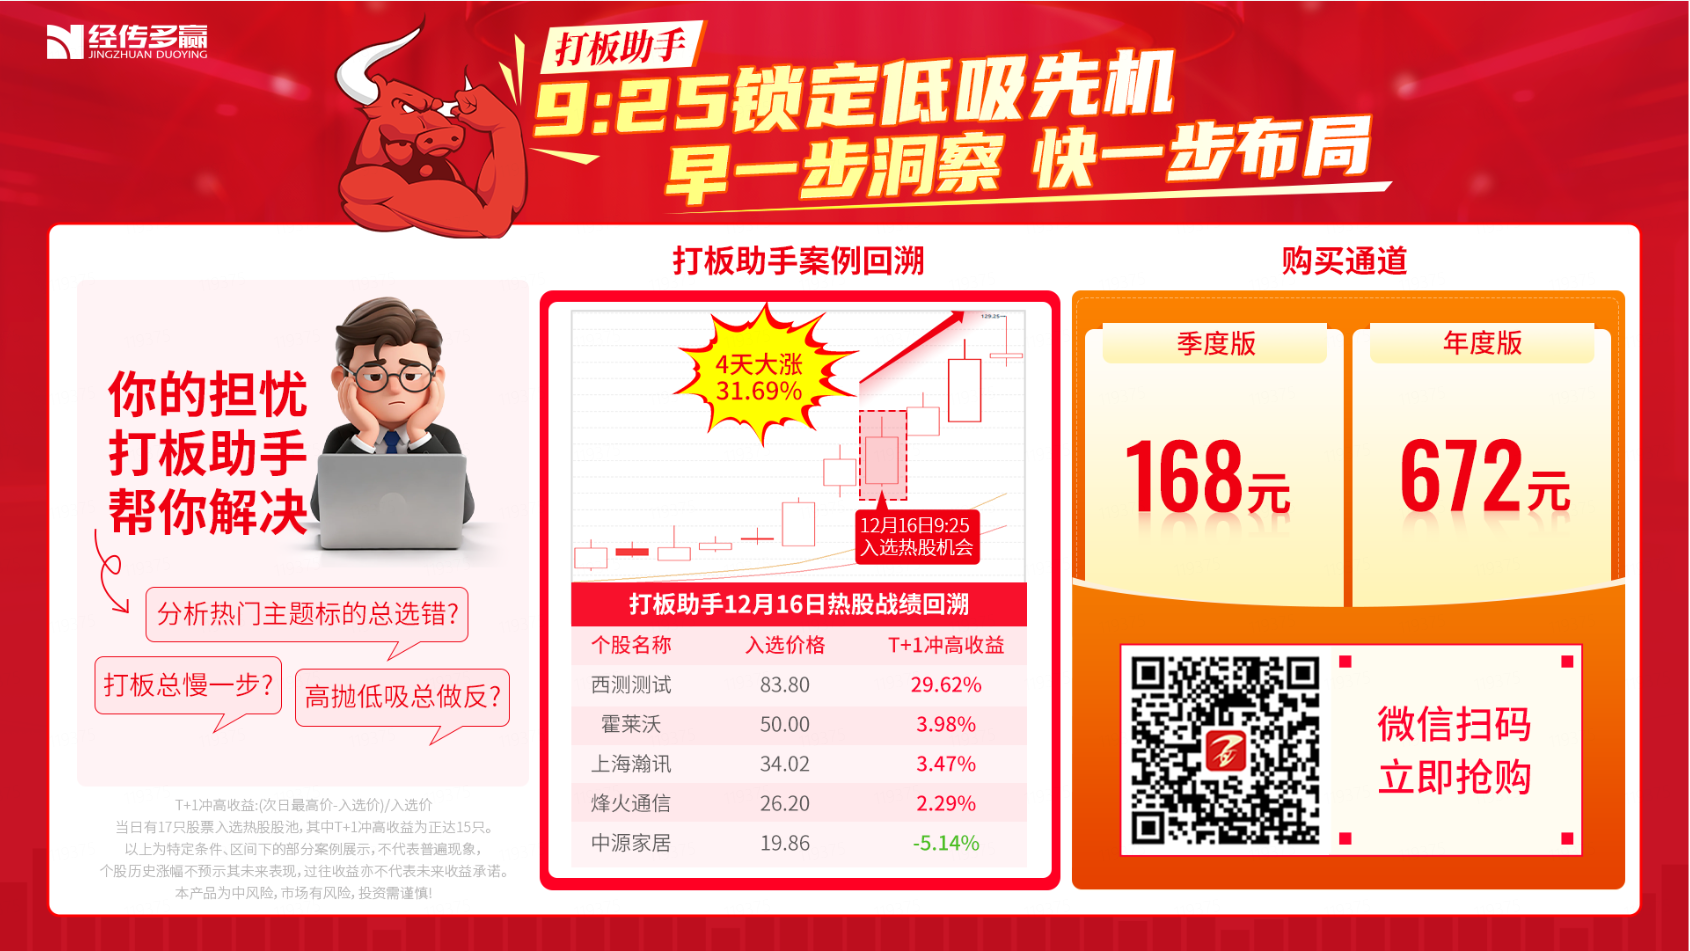 经传多赢
JINGZHUAN DUOYING
打板助手
9:25锁定低吸先机
早一步洞察 快一步布局
你的担忧
打板助手
帮你解决
分析热门主题标的总选错?
打板总慢一步?
高抛低吸总做反?
T+1冲高收益:(次日最高价-入选价)/入选价
当日有17只股票入选热股股池,其中T+1冲高收益为正达15只。
以上为特定条件、区间下的部分案例展示,不代表普遍现象,
个股历史涨幅不预示其未来表现,过往收益亦不代表未来收益承诺。
本产品为中风险,市场有风险,投资需谨慎!
打板助手案例回溯
129.25
4天大涨
31.69%
12月16日9:25
入选热股机会
打板助手12月16日热股战绩回溯
个股名称 入选价格 T+1冲高收益
西测测试 83.80 29.62%
霍莱沃 50.00 3.98%
上海瀚讯 34.02 3.47%
烽火通信 26.20 2.29%
中源家居 19.86 -5.14%
购买通道
季度版
168元
年度版
672元
微信扫码
立即抢购